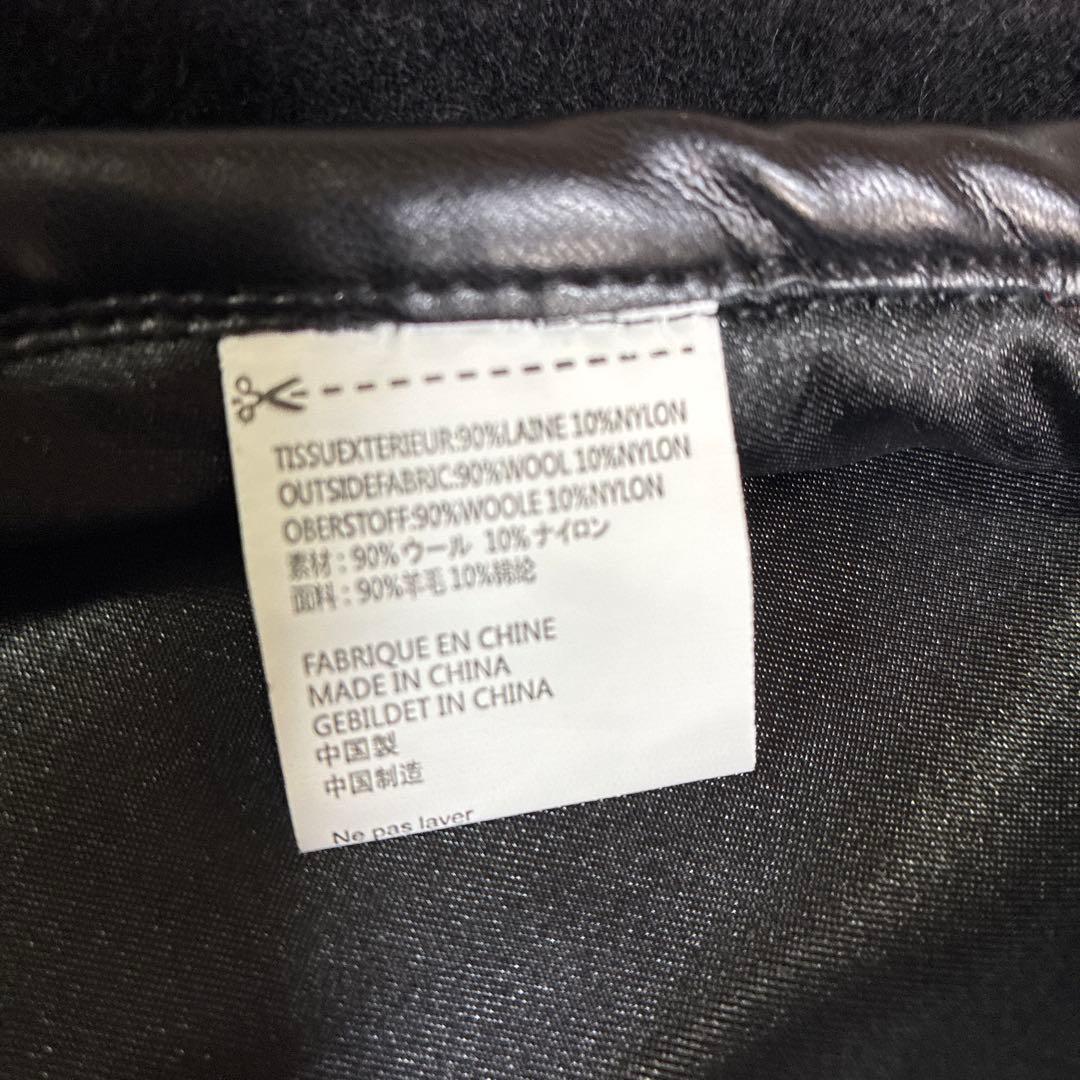 TISSUEXTERIEUR:90%LAINE 10%NYLON
OUTSIDEFABRIC:90%WOOL 10%NYLON
OBERSTOFF:90%WOOLE 10%NYLON
素材：90%ウール 10%ナイロン
面料：90%羊毛 10%锦纶
FABRIQUE EN CHINE
MADE IN CHINA
GEBILDET IN CHINA
中国製
中国制造
Ne pas laver